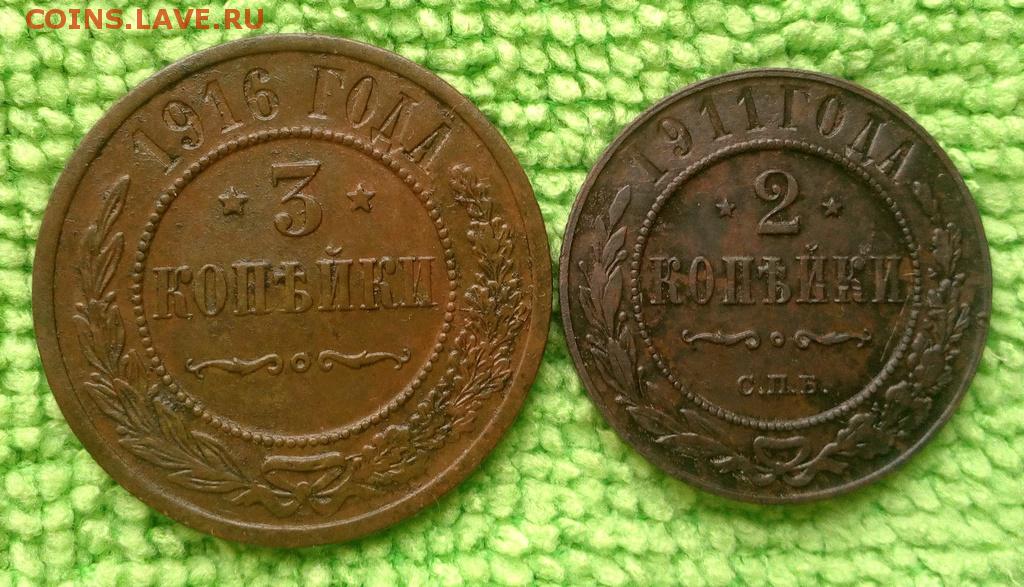 COINS.LAVE.RU
1916 ГОДА
3
КОПѢЙКИ
1911 ГОДА
2
КОПѢЙКИ
С.П.Б.